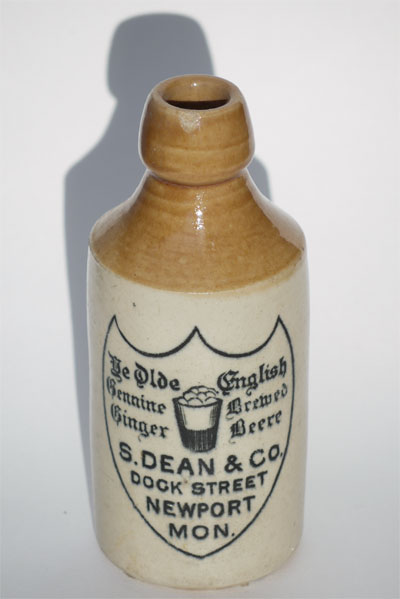 Ye Olde English
Genuine Brewed
Ginger Beere
S. DEAN & CO.
DOCK STREET
NEWPORT
MON.